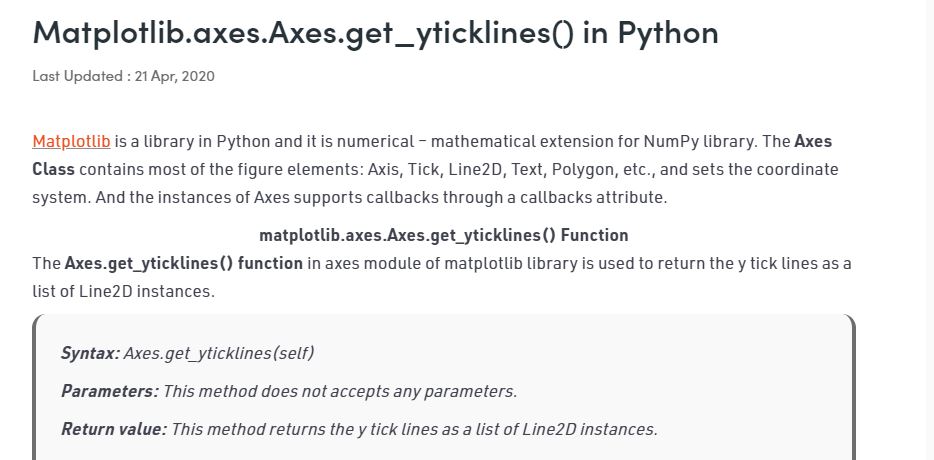 Matplotlib.axes.Axes.get_yticklines() in Python
Last Updated : 21 Apr, 2020
Matplotlib is a library in Python and it is numerical – mathematical extension for NumPy library. The Axes
Class contains most of the figure elements: Axis, Tick, Line2D, Text, Polygon, etc., and sets the coordinate
system. And the instances of Axes supports callbacks through a callbacks attribute.
matplotlib.axes.Axes.get_yticklines() Function
The Axes.get_yticklines() function in axes module of matplotlib library is used to return the y tick lines as a
list of Line2D instances.
Syntax: Axes.get_yticklines(self)
Parameters: This method does not accepts any parameters.
Return value: This method returns the y tick lines as a list of Line2D instances.